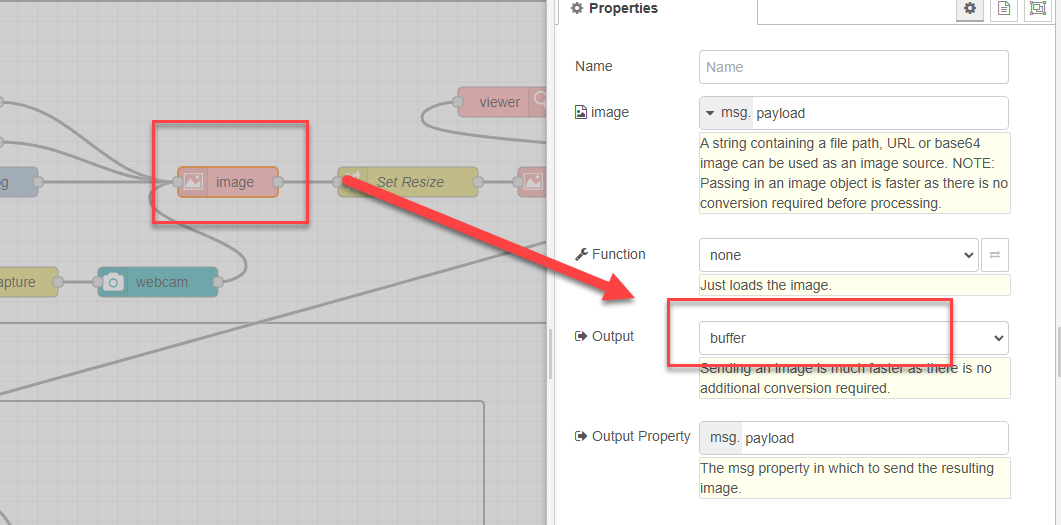 Properties
Name
Name
image
msg. payload
A string containing a file path, URL or base64
image can be used as an image source. NOTE:
Passing in an image object is faster as there is no
conversion required before processing.
Function
none
Just loads the image.
Output
buffer
Sending an image is much faster as there is no
additional conversion required.
Output Property
msg. payload
The msg property in which to send the resulting
image.
viewer
g
image
Set Resize
apture
webcam